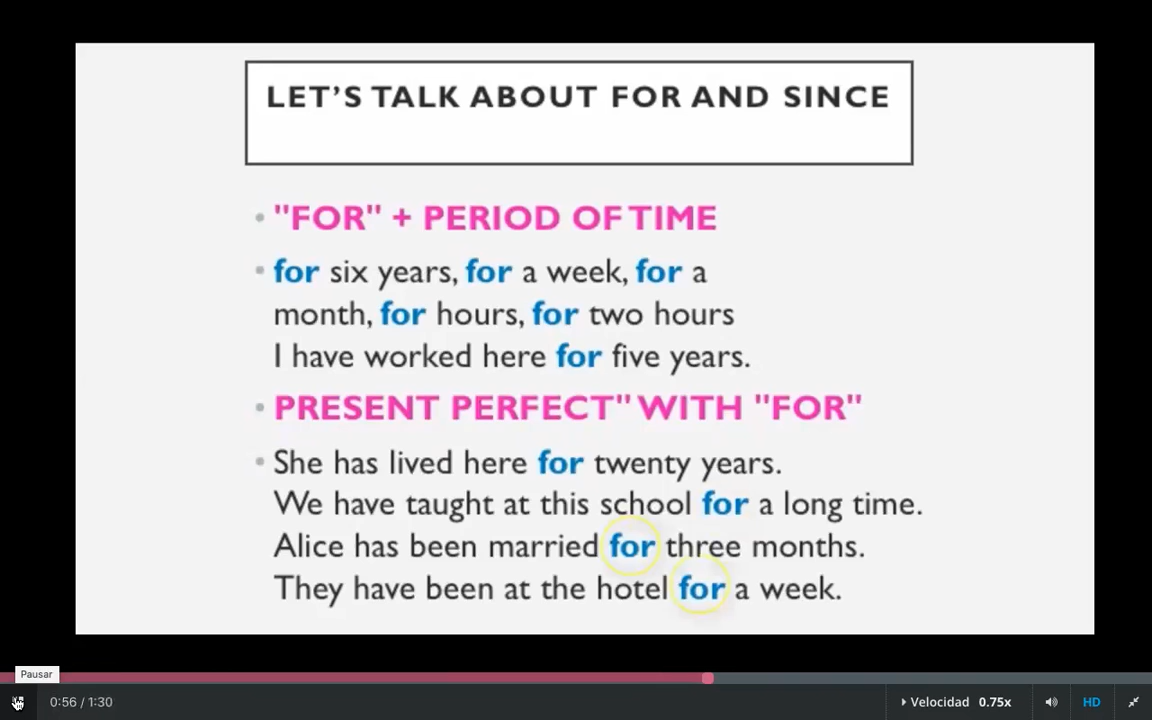 LET'S TALK ABOUT FOR AND SINCE
"FOR" + PERIOD OF TIME
for six years, for a week, for a
month, for hours, for two hours
I have worked here for five years.
PRESENT PERFECT" WITH "FOR"
She has lived here for twenty years.
We have taught at this school for a long time.
Alice has been married for three months.
They have been at the hotel for a week.
Pausar
0:56 / 1:30
Velocidad 0.75x
HD